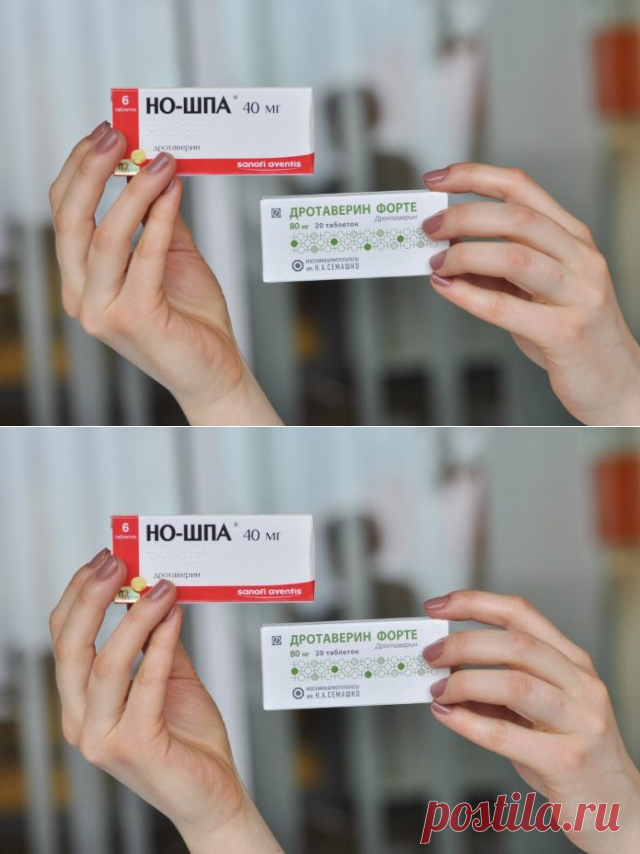 6
таблеток
НО-ШПА® 40 мг
дротаверин
sanofi aventis
ДРОТАВЕРИН ФОРТЕ
Дротаверин
80 мг 20 таблеток
МОСХИМФАРМПРЕПАРАТЫ
им. Н.А.СЕМАШКО
6
таблеток
НО-ШПА® 40 мг
дротаверин
sanofi aventis
ДРОТАВЕРИН ФОРТЕ
Дротаверин
80 мг 20 таблеток
МОСХИМФАРМПРЕПАРАТЫ
им. Н.А.СЕМАШКО
postila.ru